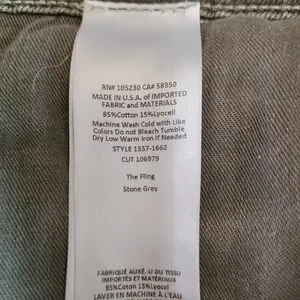 RN# 105230 CA# 58350
MADE IN U.S.A. of IMPORTED
FABRIC and MATERIALS
85%Cotton 15%Lyocell
Machine Wash Cold with Like
Colors Do not Bleach Tumble
Dry Low Warm Iron if Needed
STYLE 1557-1662
CUT 106979
The Fling
Stone Grey
FABRIQUÉ AUX É.U DU TISSU
IMPORTÉS ET MATÉRIAUX
85%Coton 15%Lyocell
LAVER EN MACHINE À L'EAU